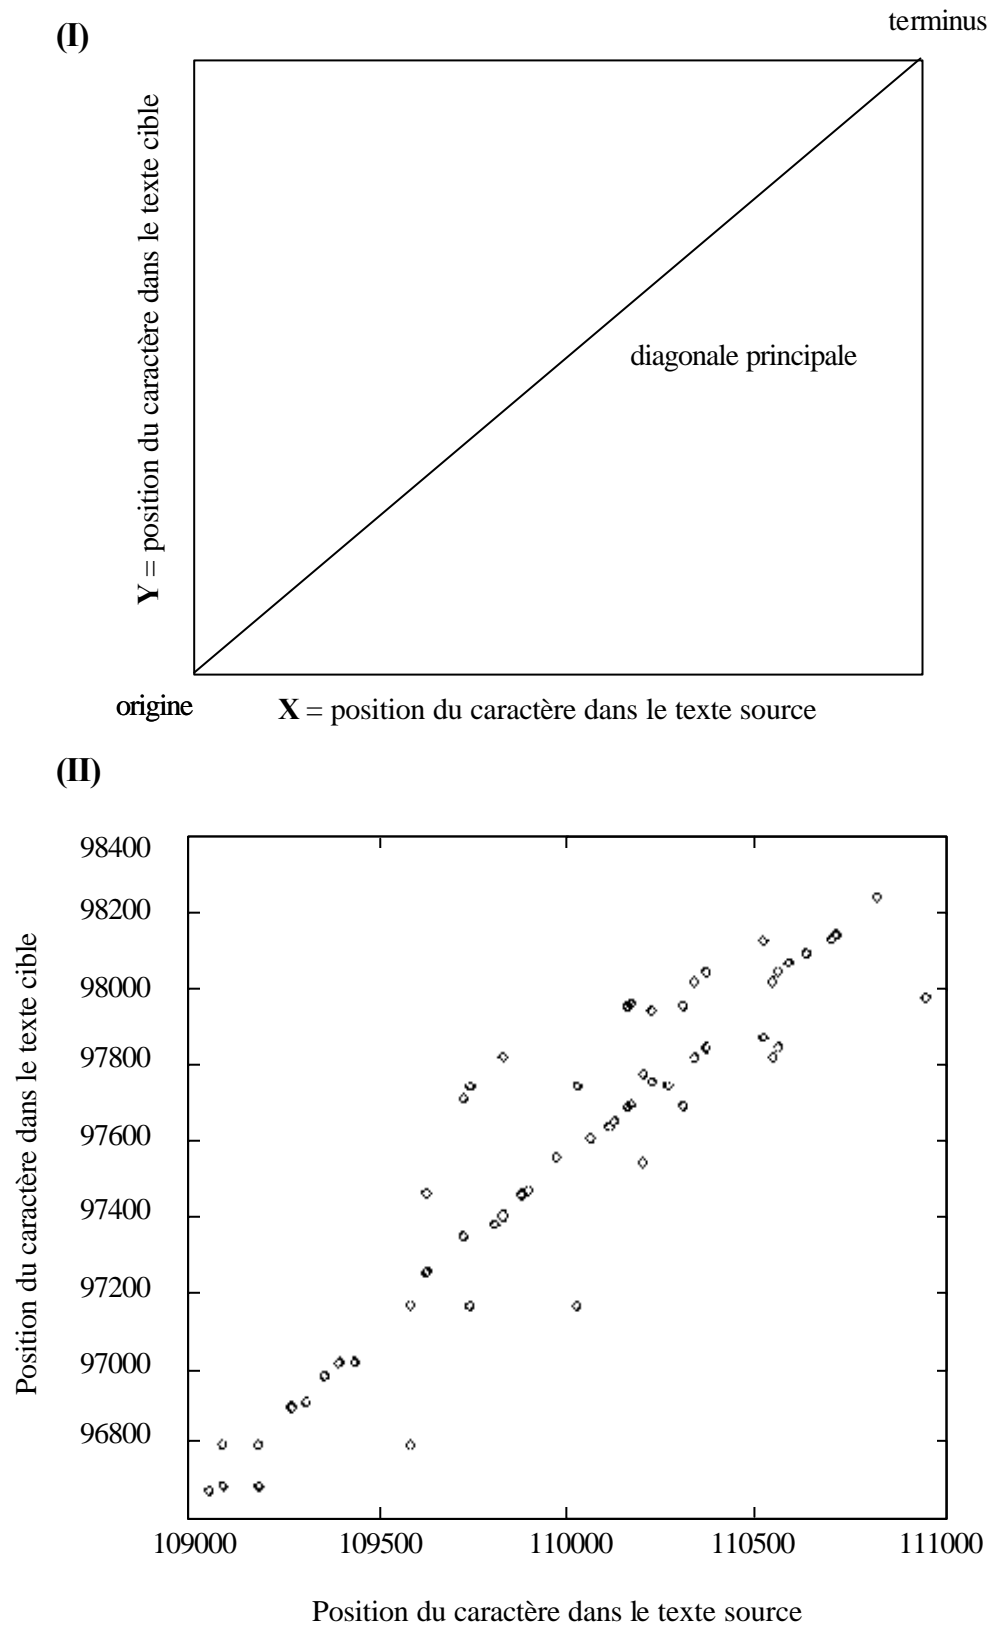 (I)
terminus
Y = position du caractère dans le texte cible
diagonale principale
origine
X = position du caractère dans le texte source
(II)
98400
98200
98000
97800
97600
97400
97200
97000
96800
Position du caractère dans le texte cible
109000
109500
110000
110500
111000
Position du caractère dans le texte source